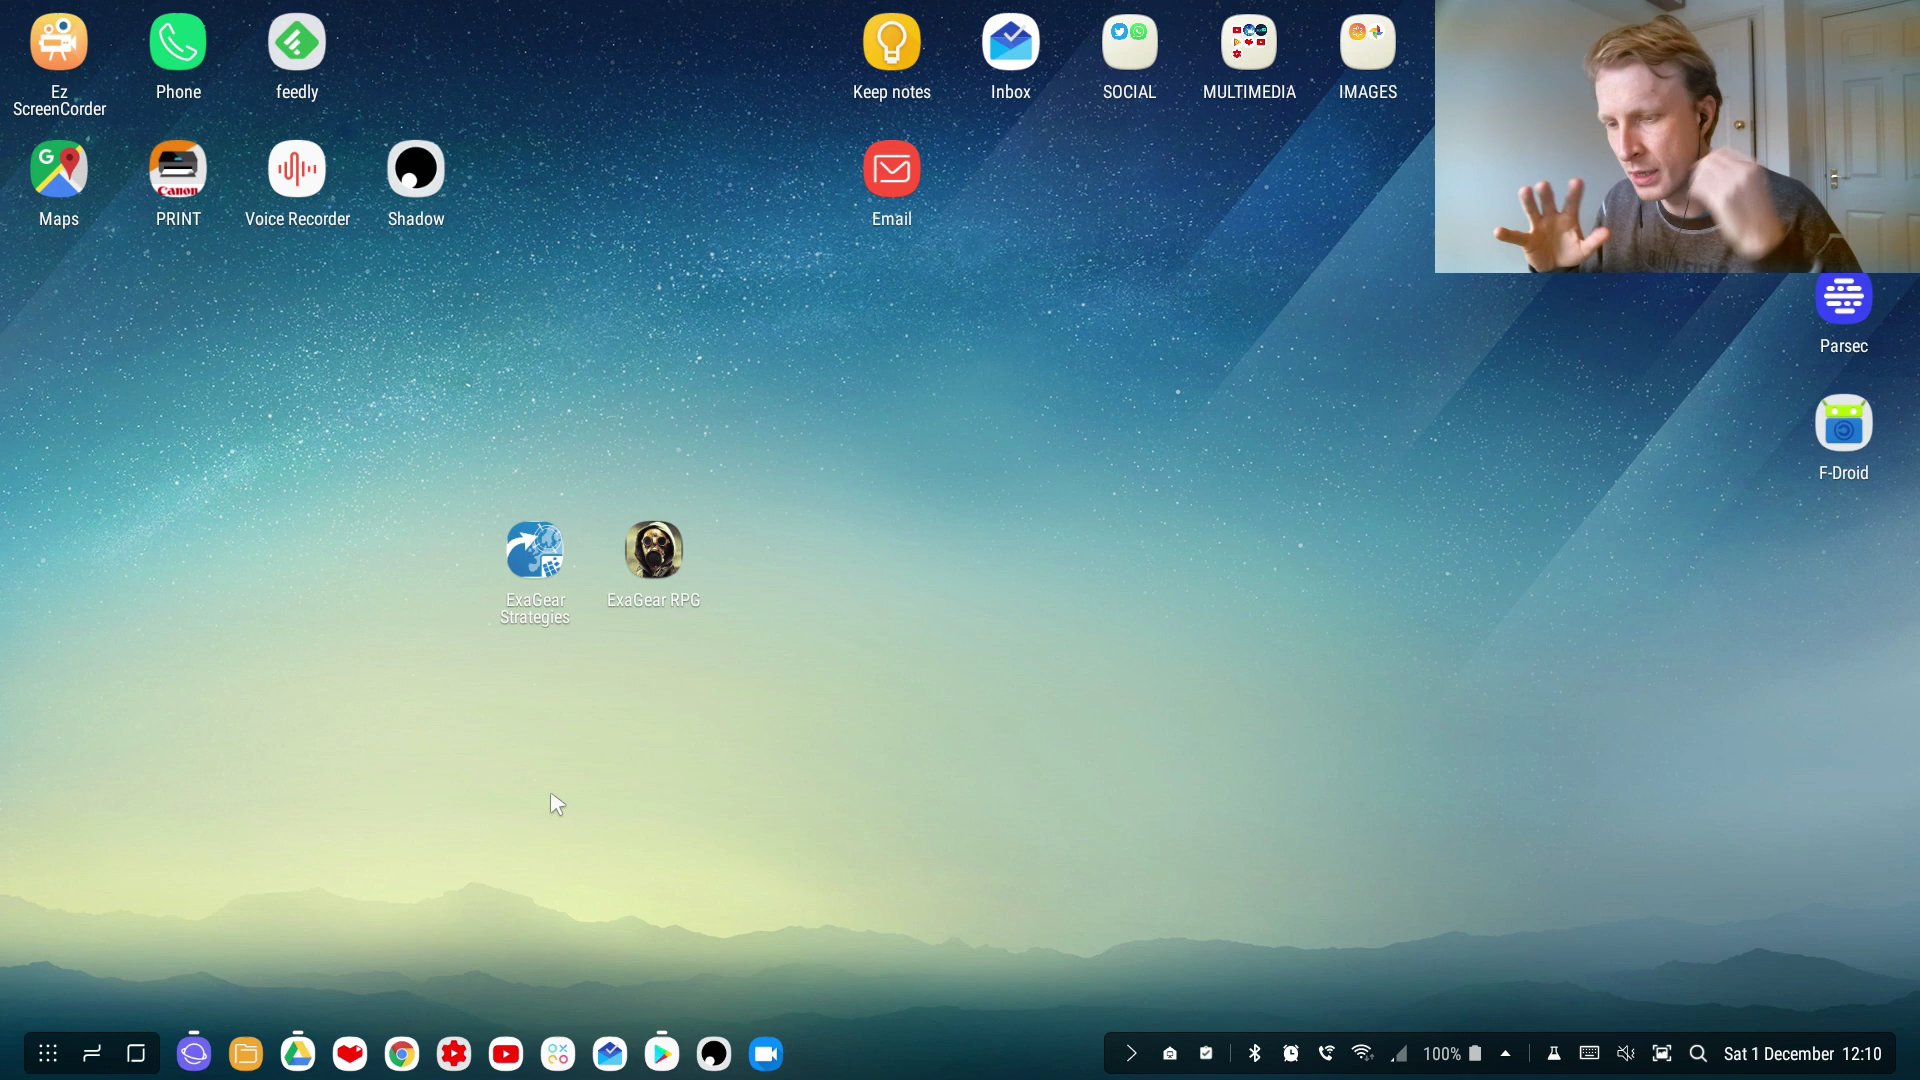 Ez
ScreenCorder
Phone
feedly
Keep notes
Inbox
SOCIAL
MULTIMEDIA
IMAGES
G
Canon
Maps
PRINT
Voice Recorder
Shadow
Email
Parsec
F-Droid
ExaGear
Strategies
ExaGear RPG
100%
Sat 1 December 12:10